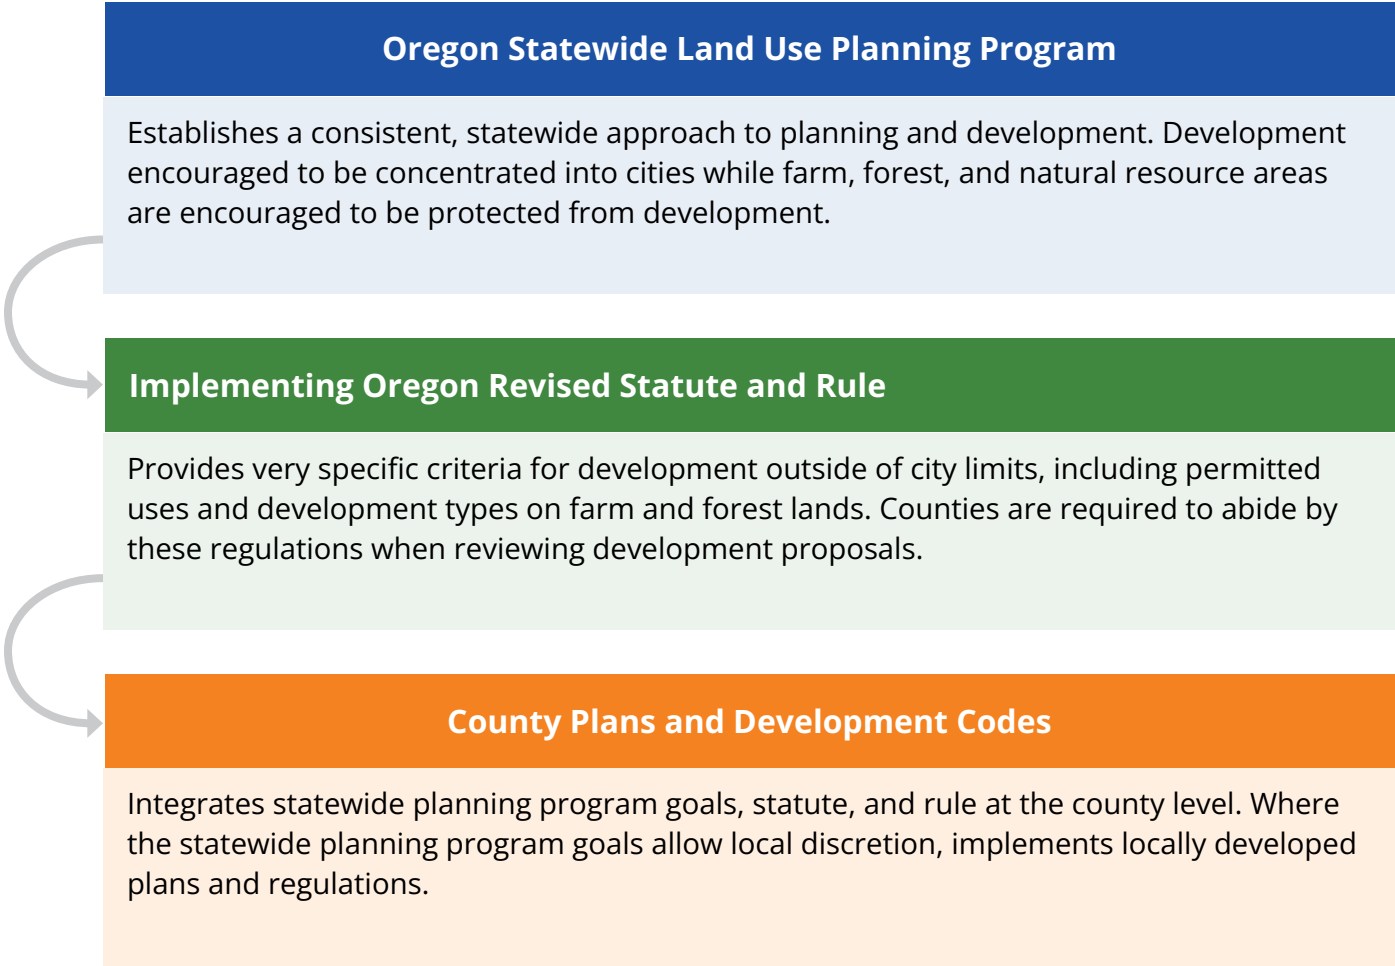 Oregon Statewide Land Use Planning Program
Establishes a consistent, statewide approach to planning and development. Development
encouraged to be concentrated into cities while farm, forest, and natural resource areas
are encouraged to be protected from development.
Implementing Oregon Revised Statute and Rule
Provides very specific criteria for development outside of city limits, including permitted
uses and development types on farm and forest lands. Counties are required to abide by
these regulations when reviewing development proposals.
County Plans and Development Codes
Integrates statewide planning program goals, statute, and rule at the county level. Where
the statewide planning program goals allow local discretion, implements locally developed
plans and regulations.